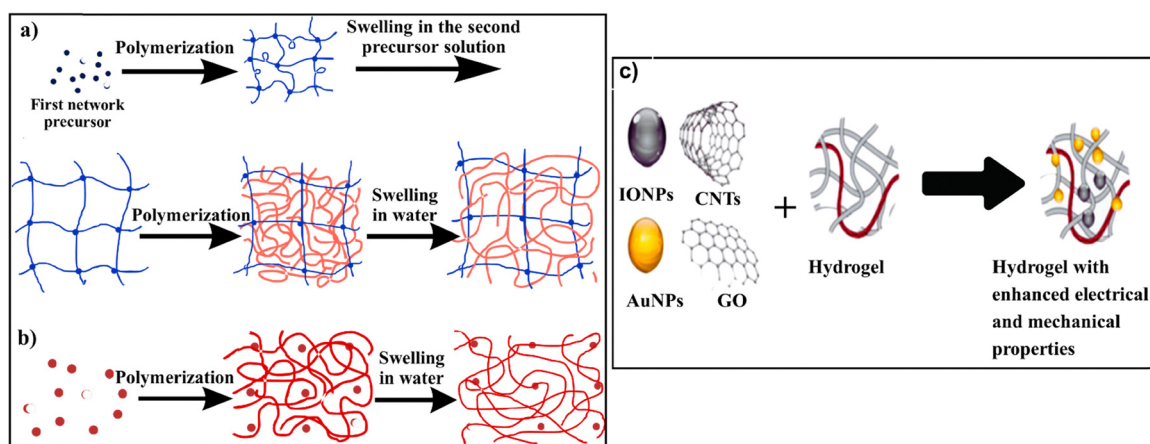 a)
Polymerization
Swelling in the second
precursor solution
First network
precursor
Polymerization
Swelling
in water
b)
Polymerization
Swelling
in water
c)
IONPs
CNTs
+
AuNPs
GO
Hydrogel
Hydrogel with
enhanced electrical
and mechanical
properties